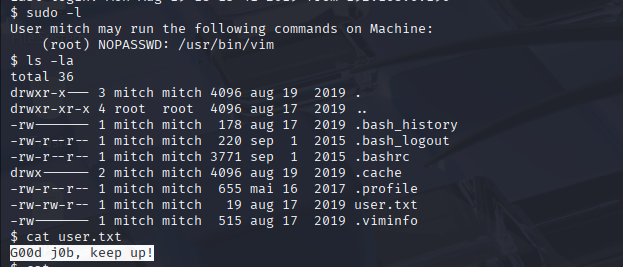 $ sudo -l
User mitch may run the following commands on Machine:
    (root) NOPASSWD: /usr/bin/vim
$ ls -la
total 36
drwxr-x--- 3 mitch mitch 4096 aug 19  2019 .
drwxr-xr-x 4 root  root  4096 aug 17  2019 ..
-rw------- 1 mitch mitch  178 aug 17  2019 .bash_history
-rw-r--r-- 1 mitch mitch  220 sep  1  2015 .bash_logout
-rw-r--r-- 1 mitch mitch 3771 sep  1  2015 .bashrc
drwx------ 2 mitch mitch 4096 aug 19  2019 .cache
-rw-r--r-- 1 mitch mitch  655 mai 16  2017 .profile
-rw-rw-r-- 1 mitch mitch   19 aug 17  2019 user.txt
-rw------- 1 mitch mitch  515 aug 17  2019 .viminfo
$ cat user.txt
G00d j0b, keep up!